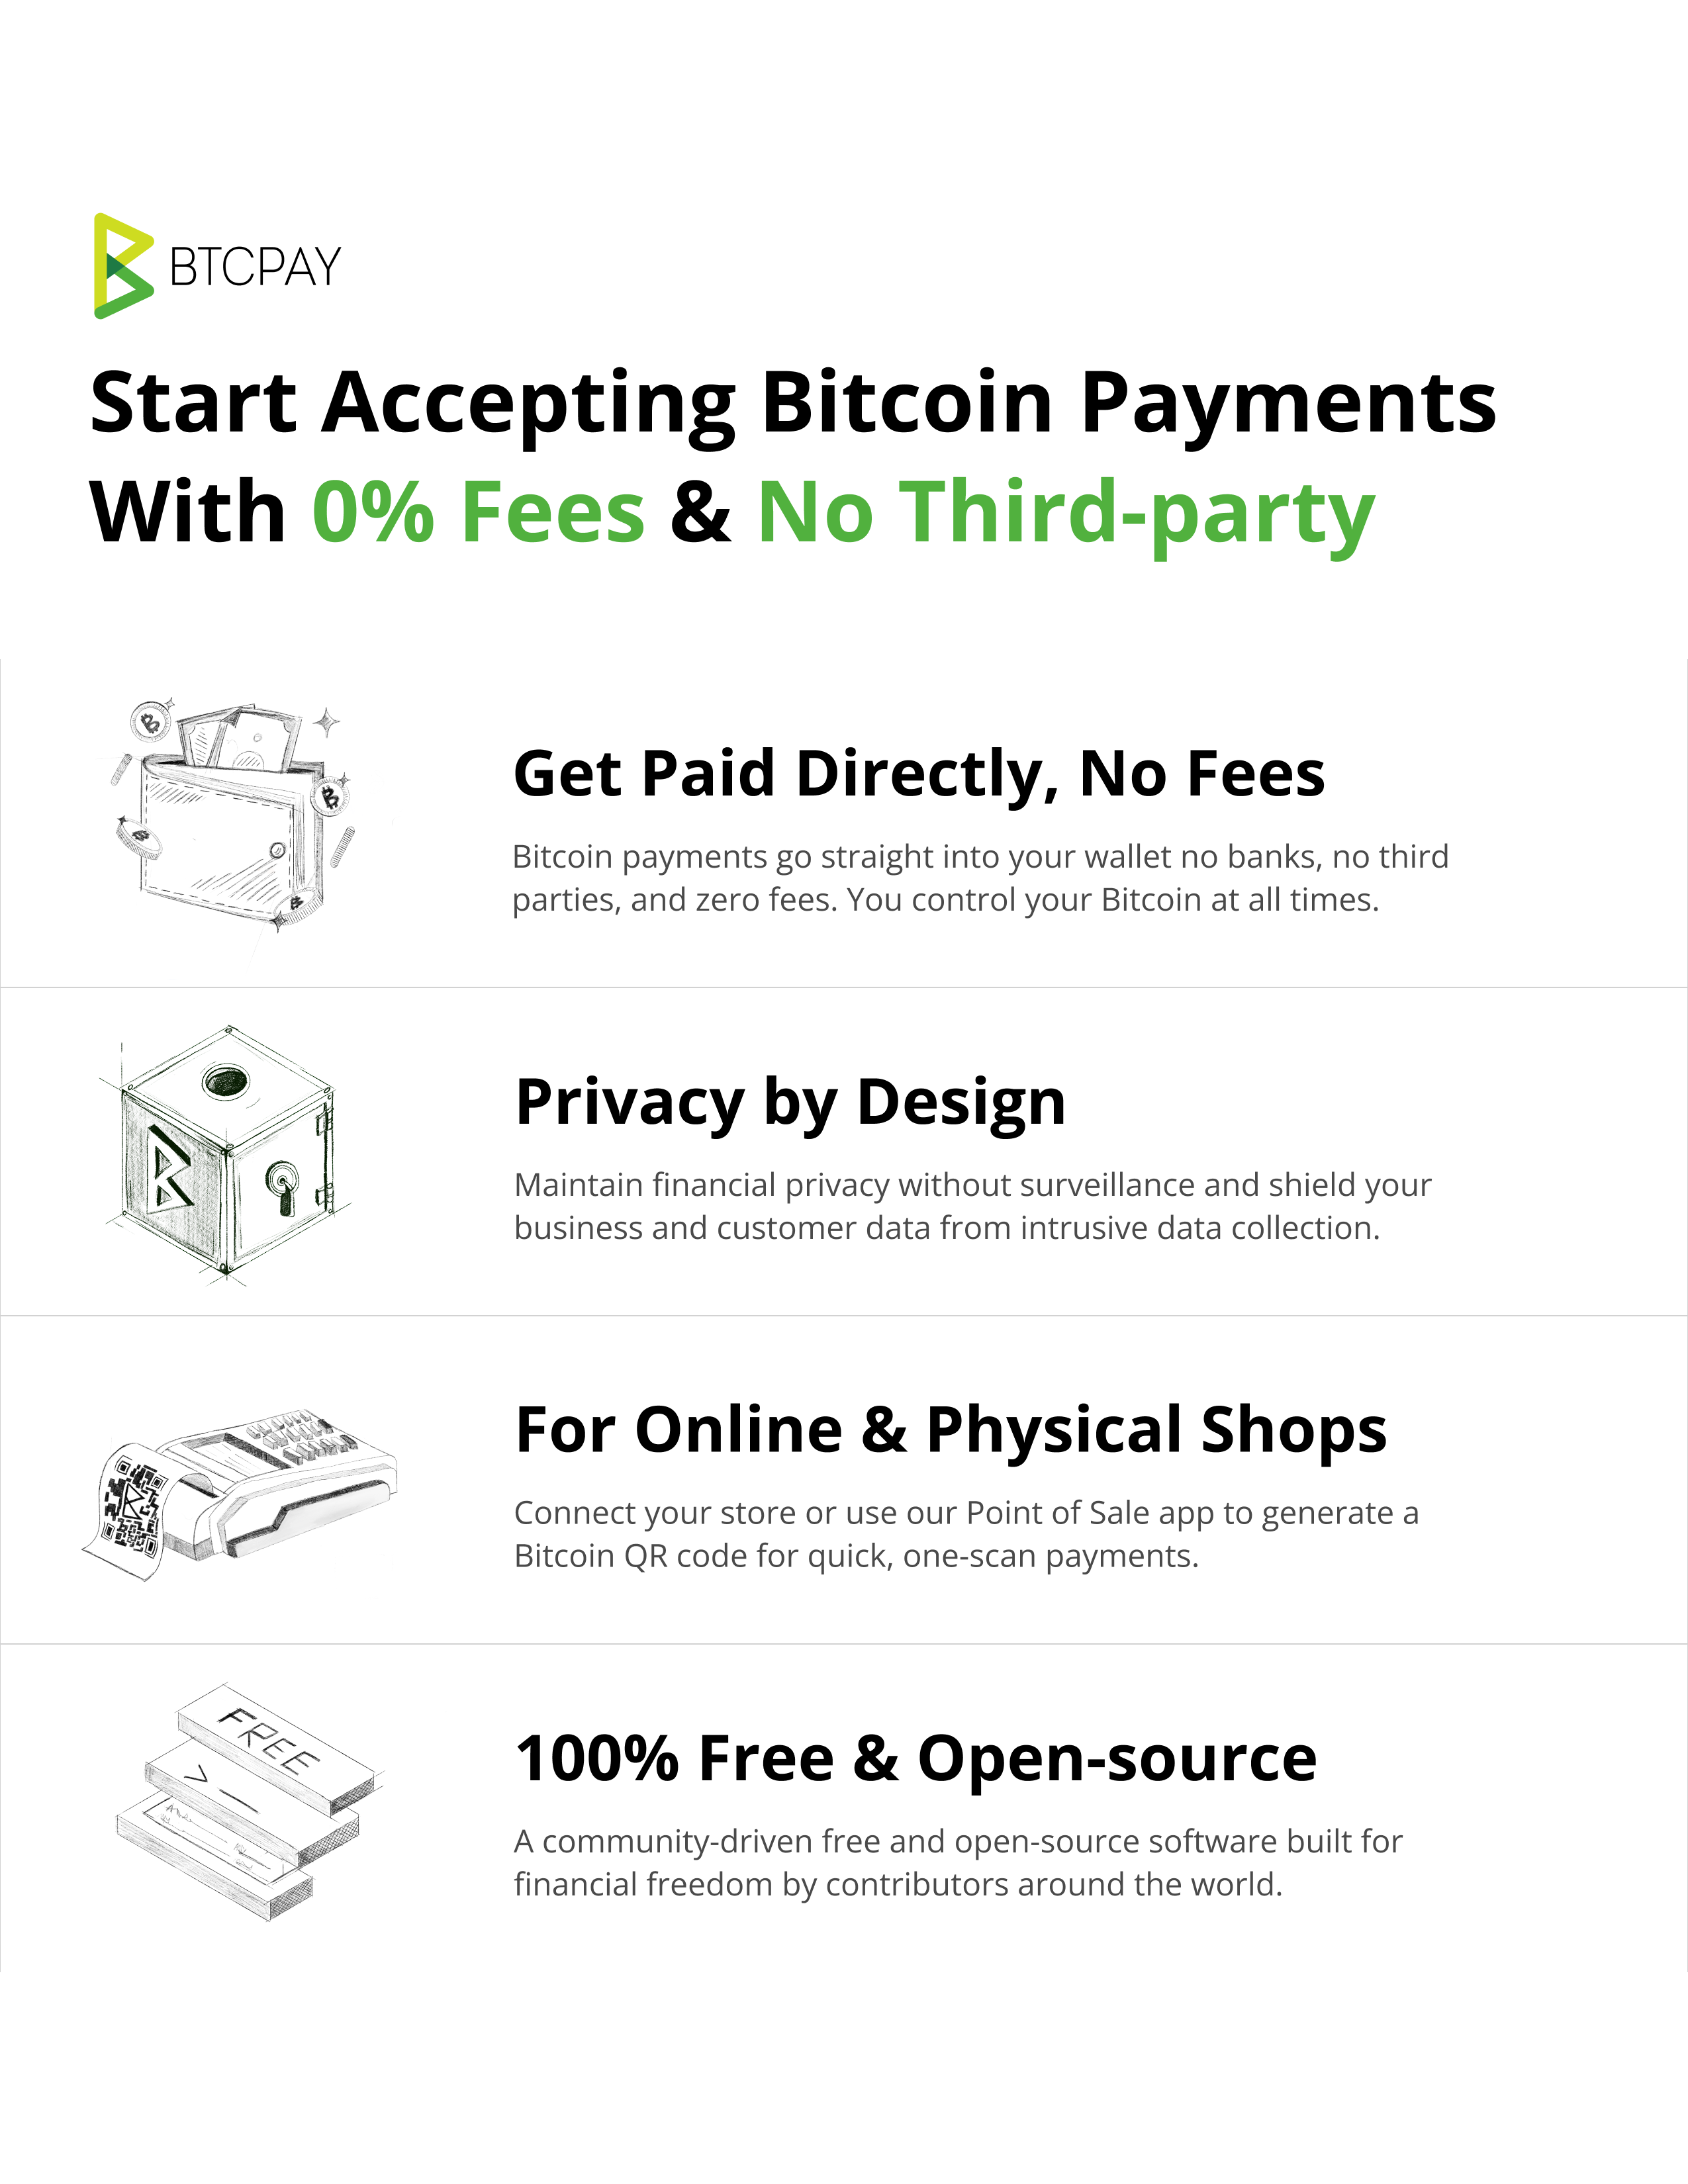 BTCPAY
Start Accepting Bitcoin Payments
With 0% Fees & No Third-party
Get Paid Directly, No Fees
Bitcoin payments go straight into your wallet no banks, no third
parties, and zero fees. You control your Bitcoin at all times.
Privacy by Design
Maintain financial privacy without surveillance and shield your
business and customer data from intrusive data collection.
For Online & Physical Shops
Connect your store or use our Point of Sale app to generate a
Bitcoin QR code for quick, one-scan payments.
FREE
>_
100% Free & Open-source
A community-driven free and open-source software built for
financial freedom by contributors around the world.